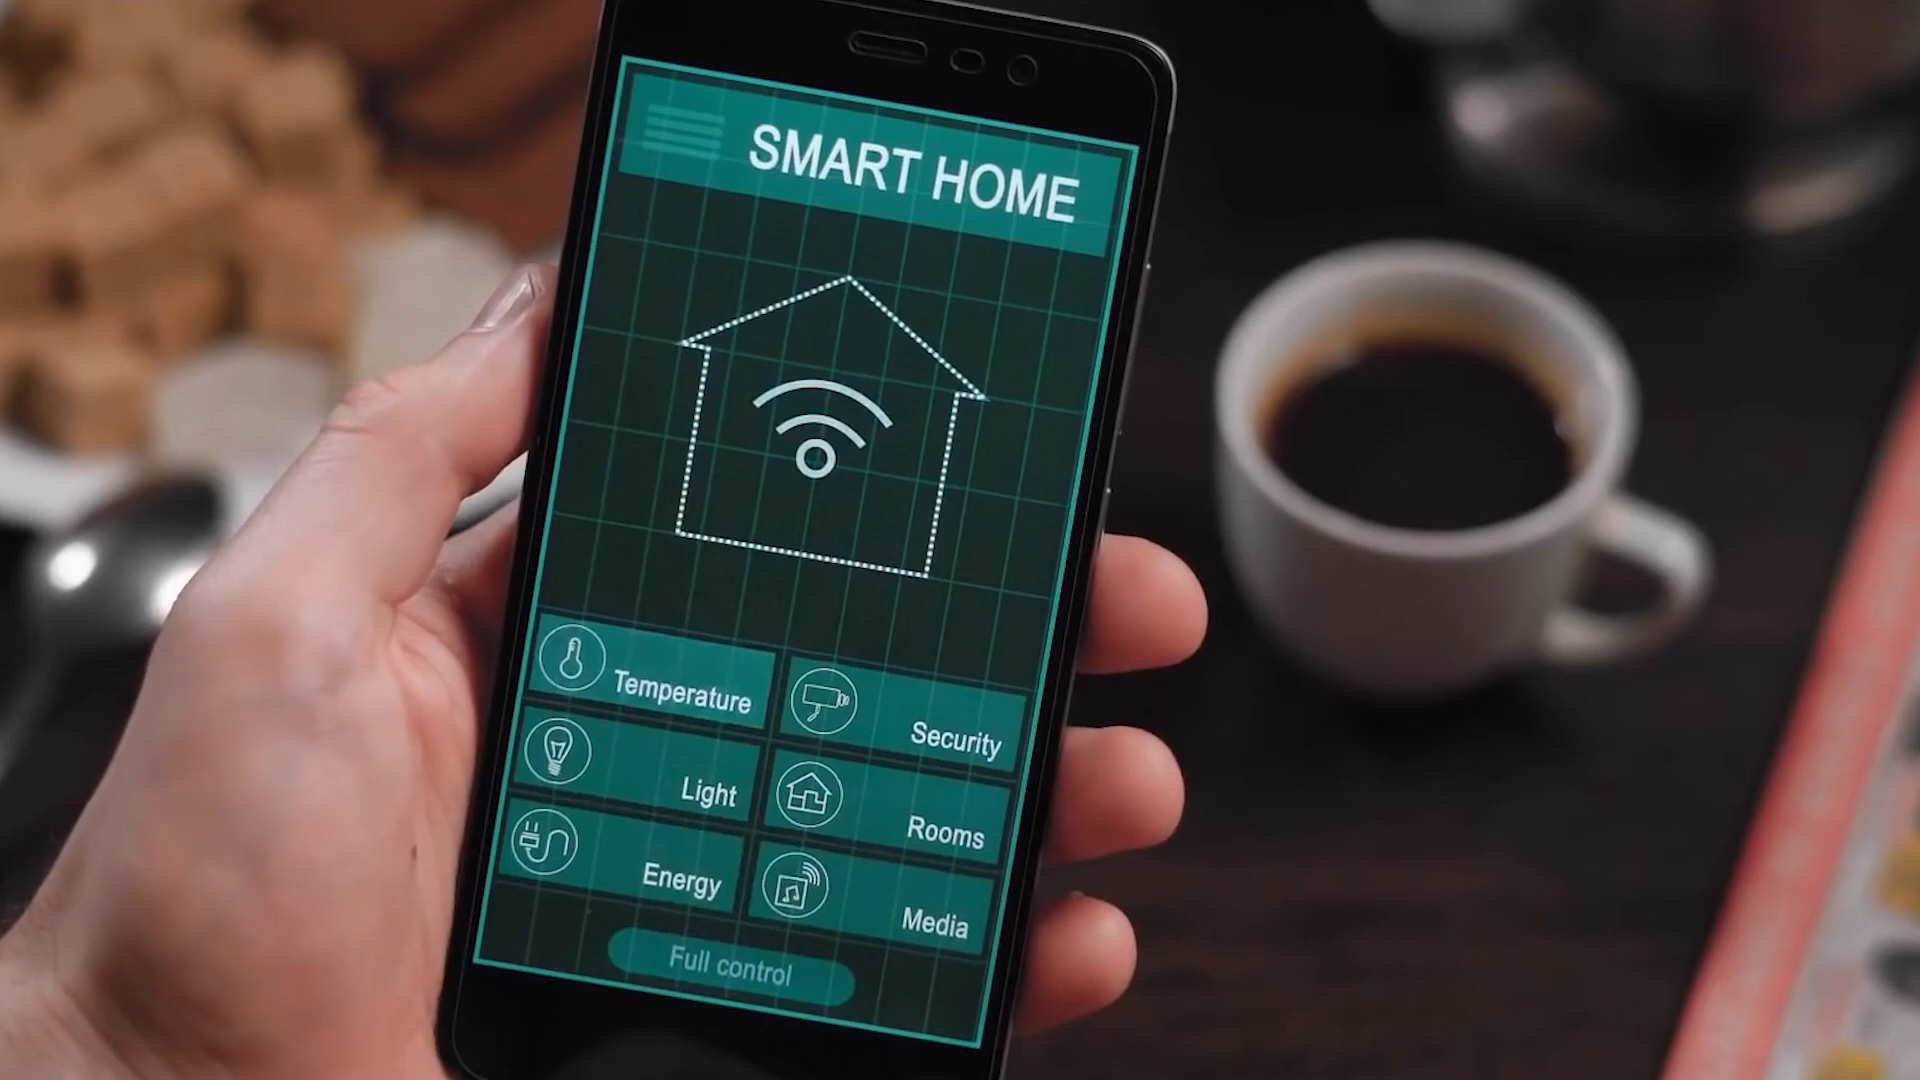 SMART HOME
Temperature
Security
Light
Rooms
Energy
Media
Full control